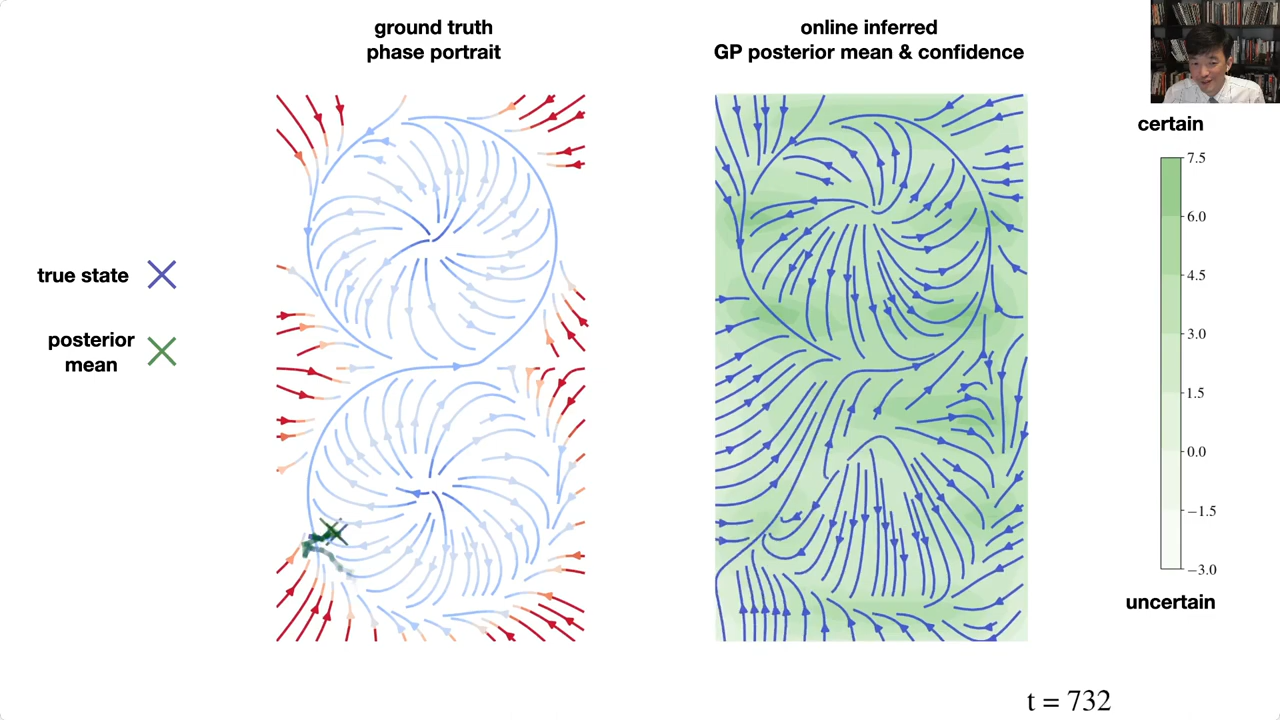 ground truth
phase portrait
online inferred
GP posterior mean & confidence
certain
7.5
6.0
4.5
3.0
1.5
0.0
−1.5
−3.0
uncertain
true state
posterior
mean
t = 732